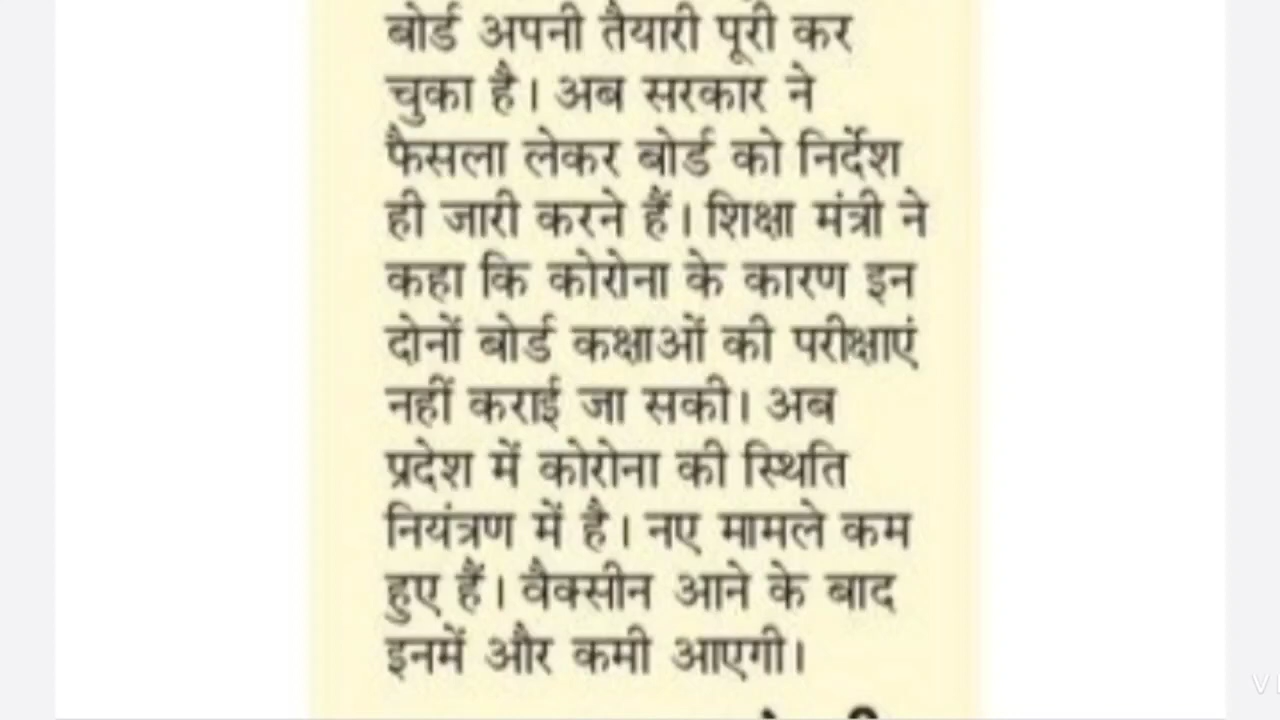 बोर्ड अपनी तैयारी पूरी कर
चुका है। अब सरकार ने
फैसला लेकर बोर्ड को निर्देश
ही जारी करने हैं। शिक्षा मंत्री ने
कहा कि कोरोना के कारण इन
दोनों बोर्ड कक्षाओं की परीक्षाएं
नहीं कराई जा सकी। अब
प्रदेश में कोरोना की स्थिति
नियंत्रण में है। नए मामले कम
हुए हैं। वैक्सीन आने के बाद
इनमें और कमी आएगी।